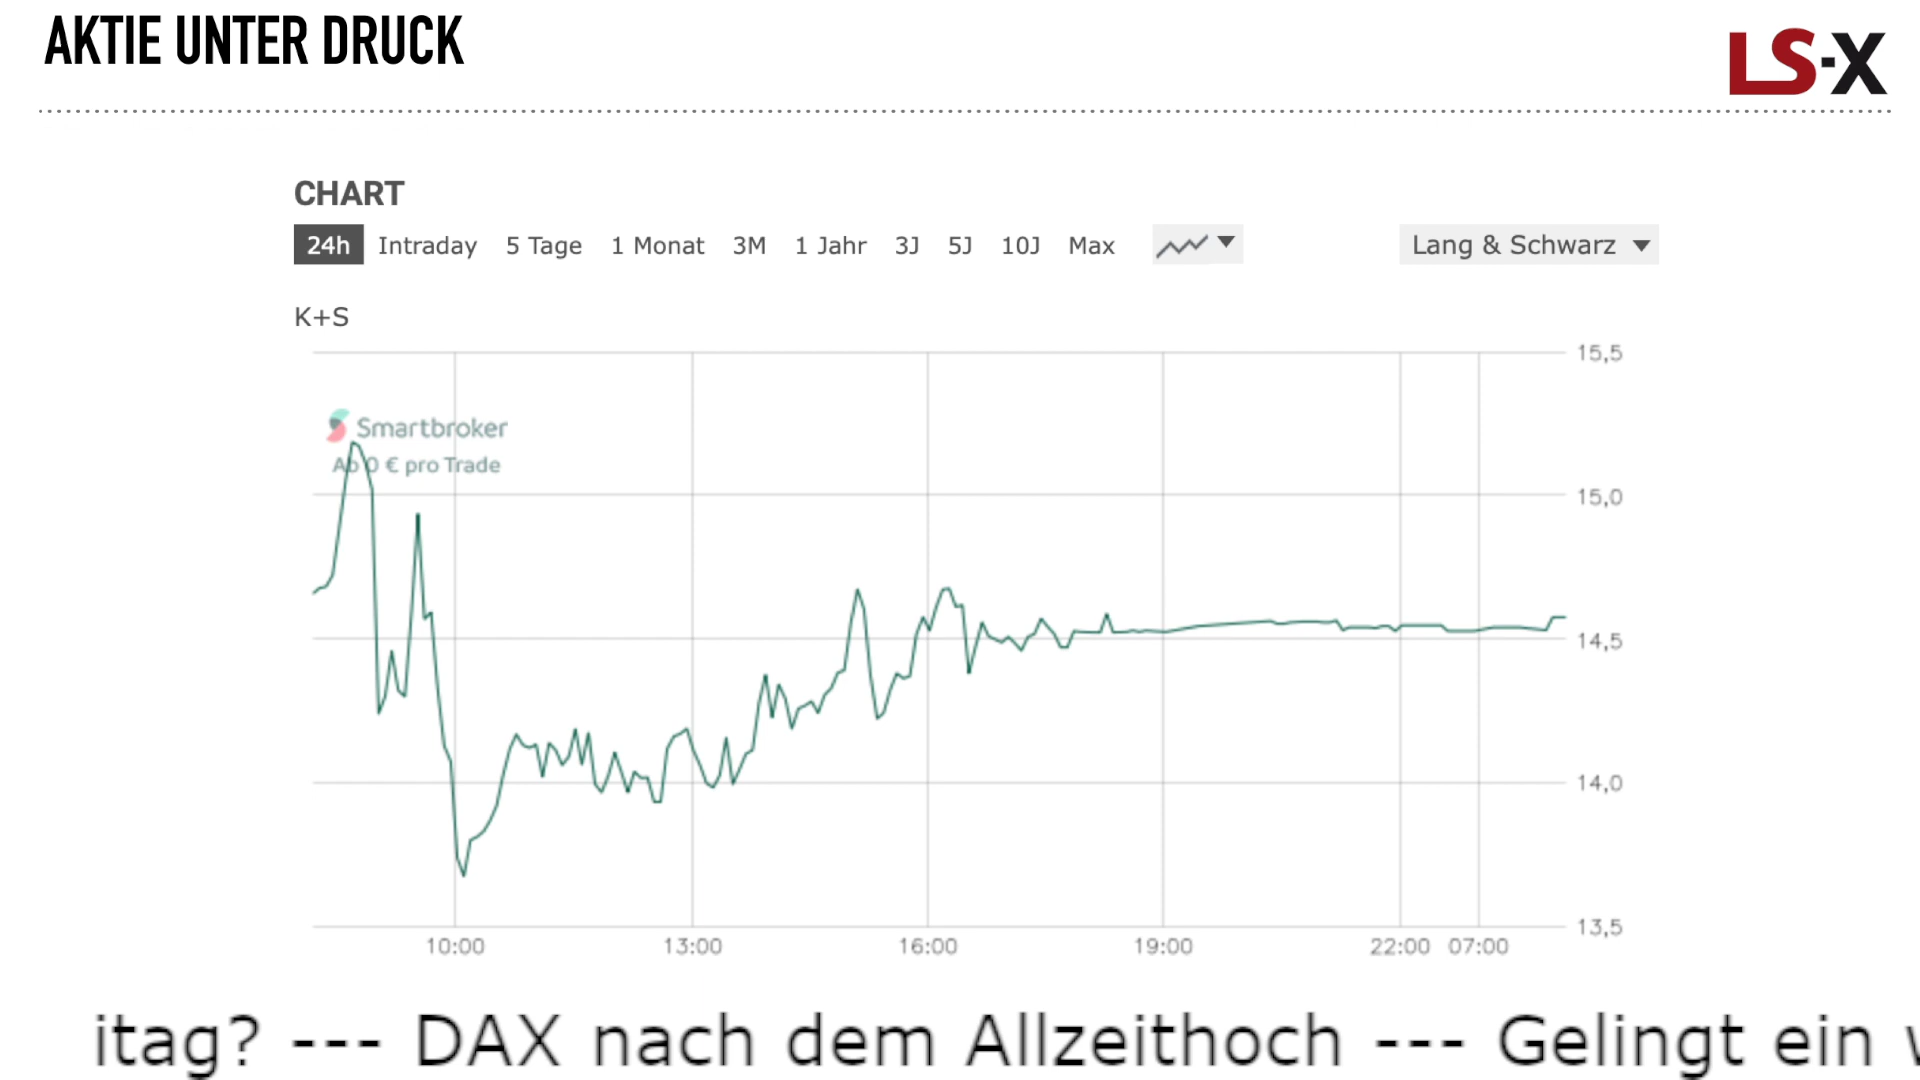 AKTIE UNTER DRUCK
LS-X
CHART
24h Intraday 5 Tage 1 Monat 3M 1 Jahr 3J 5J 10J Max Lang & Schwarz
K+S
15,5
Smartbroker
Ab 0 € pro Trade
15,0
14,5
14,0
13,5
10:00 13:00 16:00 19:00 22:00 07:00
itag? --- DAX nach dem Allzeithoch --- Gelingt ein